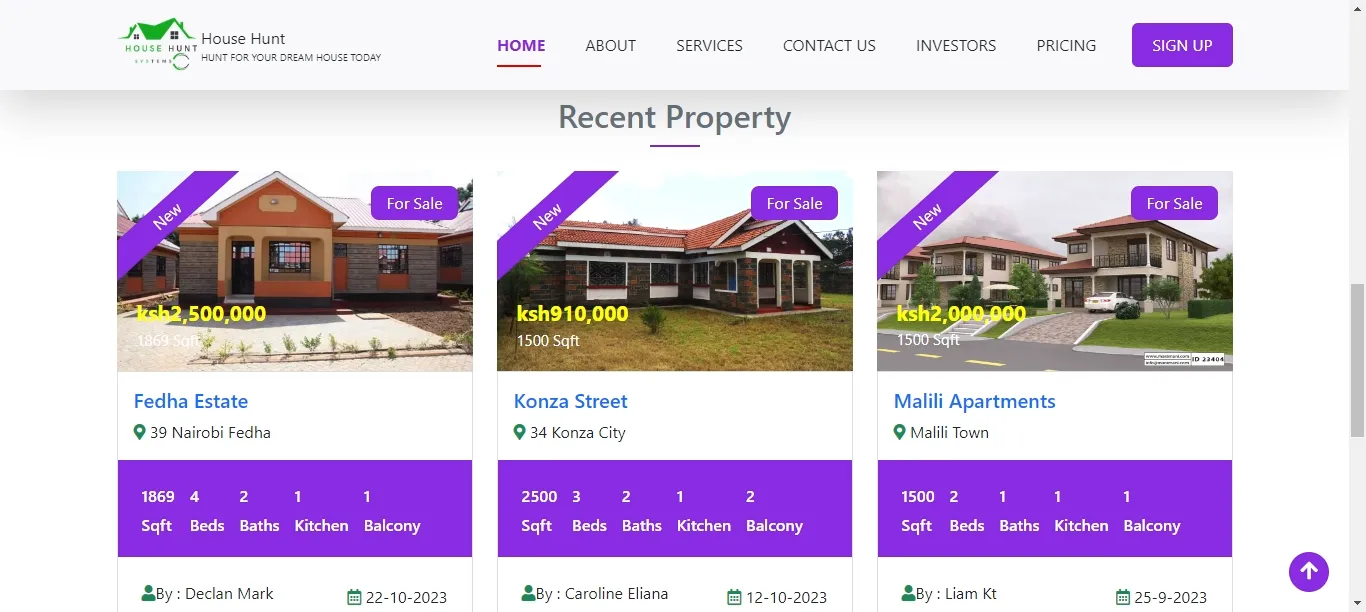 HOUSE HUNT
SYSTEMS
House Hunt
HUNT FOR YOUR DREAM HOUSE TODAY
HOME ABOUT SERVICES CONTACT US INVESTORS PRICING SIGN UP
Recent Property
New For Sale
ksh2,500,000
1869 Sqft
Fedha Estate
39 Nairobi Fedha
1869 4 2 1 1
Sqft Beds Baths Kitchen Balcony
By : Declan Mark 22-10-2023
New For Sale
ksh910,000
1500 Sqft
Konza Street
34 Konza City
2500 3 2 1 2
Sqft Beds Baths Kitchen Balcony
By : Caroline Eliana 12-10-2023
New For Sale
ksh2,000,000
1500 Sqft
ID 23404
Malili Apartments
Malili Town
1500 2 1 1 1
Sqft Beds Baths Kitchen Balcony
By : Liam Kt 25-9-2023